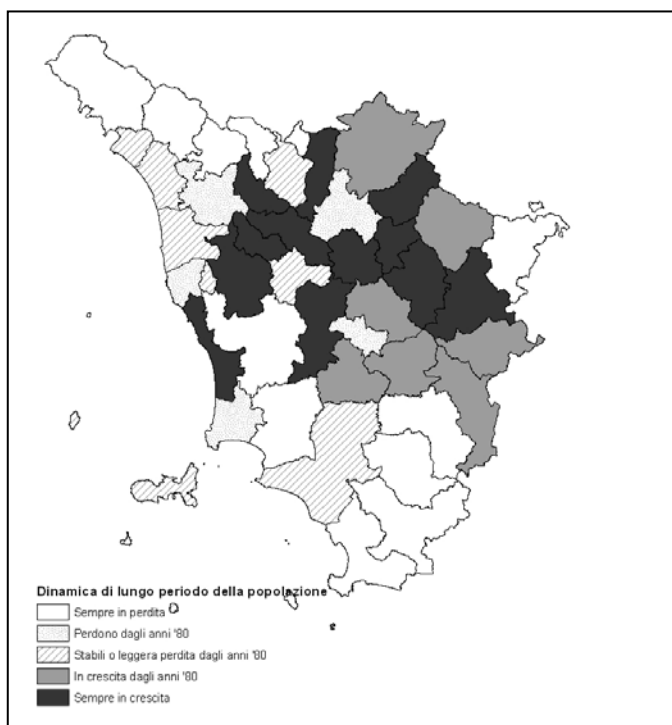 Dinamica di lungo periodo della popolazione
Sempre in perdita
Perdono dagli anni '80
Stabili o leggera perdita dagli anni '80
In crescita dagli anni '80
Sempre in crescita